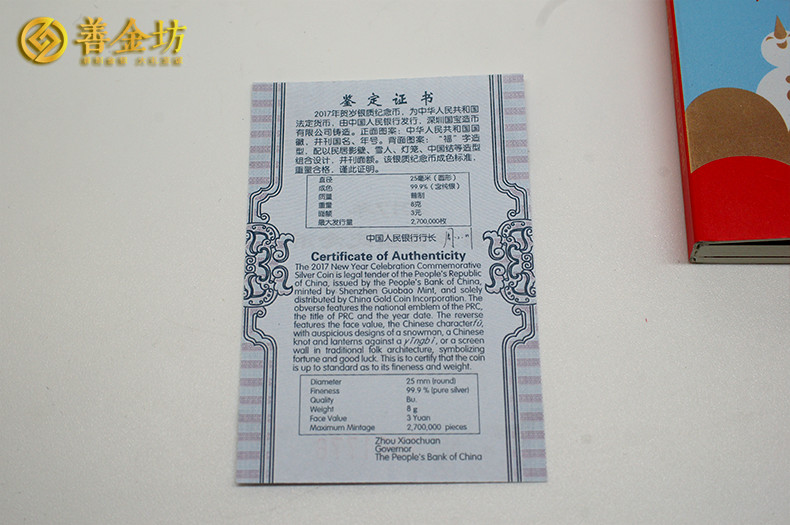 善金坊
鉴定证书
2017年贺岁银质纪念币，为中华人民共和国
法定货币，由中国人民银行发行，深圳国宝造币
有限公司铸造。正面图案：中华人民共和国国
徽，并刊国名、年号。背面图案：“福”字造
型，配以民居影壁、雪人、灯笼、中国结等造型
组合设计，并刊面额。该银质纪念币成色标准，
重量合格，谨此证明。
直径 25毫米（圆形）
成色 99.9%（含纯银）
质量 普制
重量 8克
面额 3元
最大发行量 2,700,000枚
中国人民银行行长
Certificate of Authenticity
The 2017 New Year Celebration Commemorative
Silver Coin is legal tender of the People's Republic
of China, issued by the People's Bank of China,
minted by Shenzhen Guobao Mint, and solely
distributed by China Gold Coin Incorporation. The
obverse features the national emblem of the PRC,
the title of PRC and the year date. The reverse
features the face value, the Chinese character fú,
with auspicious designs of a snowman, a Chinese
knot and lanterns against a yǐngbì, or a screen
wall in traditional folk architecture, symbolizing
fortune and good luck. This is to certify that the coin
is up to standard as to its fineness and weight.
Diameter 25 mm (round)
Fineness 99.9 % (pure silver)
Quality Bu.
Weight 8 g
Face Value 3 Yuan
Maximum Mintage 2,700,000 pieces
Zhou Xiaochuan
Governor
The People's Bank of China